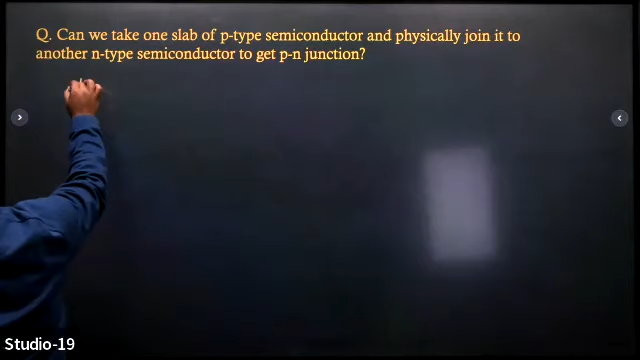 Q. Can we take one slab of p-type semiconductor and physically join it to
another n-type semiconductor to get p-n junction?
Studio-19